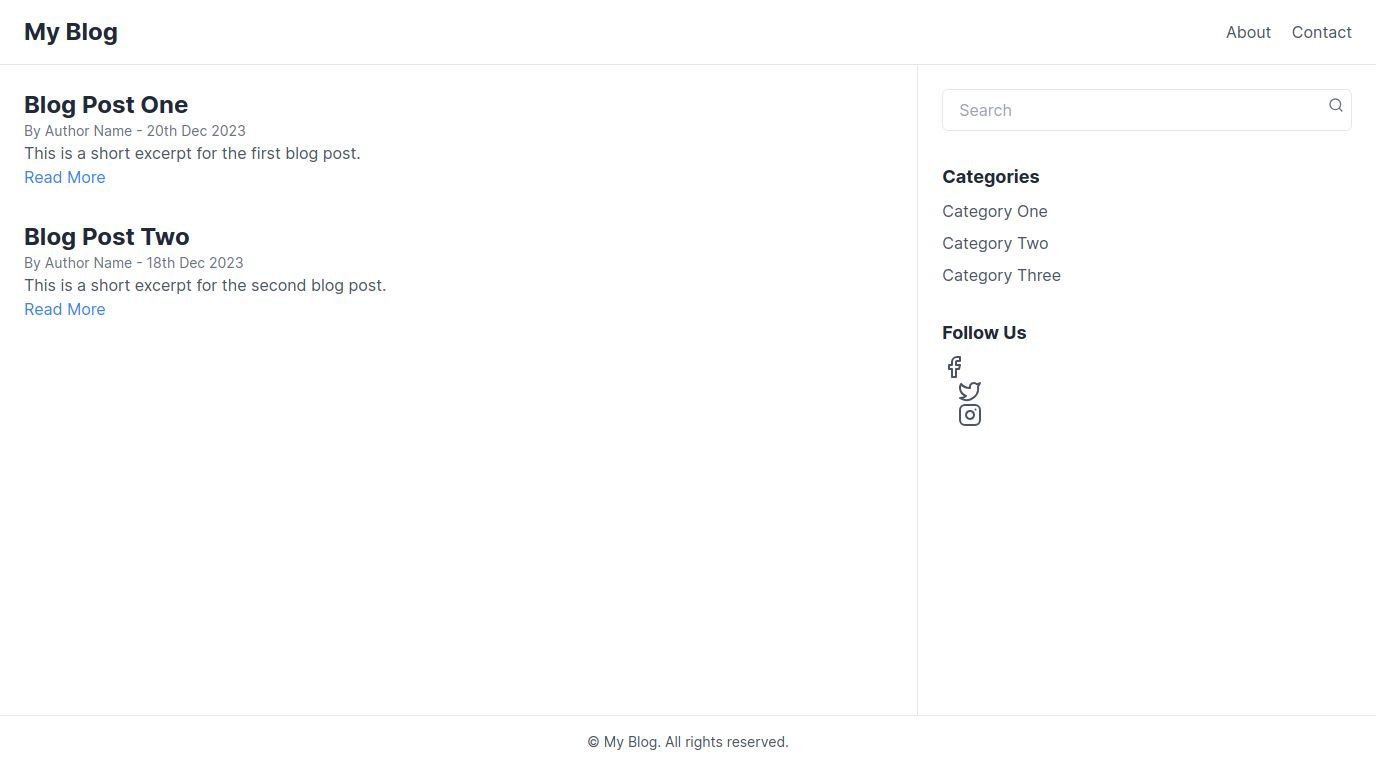 My Blog
About
Contact
Blog Post One
By Author Name - 20th Dec 2023
This is a short excerpt for the first blog post.
Read More
Blog Post Two
By Author Name - 18th Dec 2023
This is a short excerpt for the second blog post.
Read More
Search
Categories
Category One
Category Two
Category Three
Follow Us
© My Blog. All rights reserved.